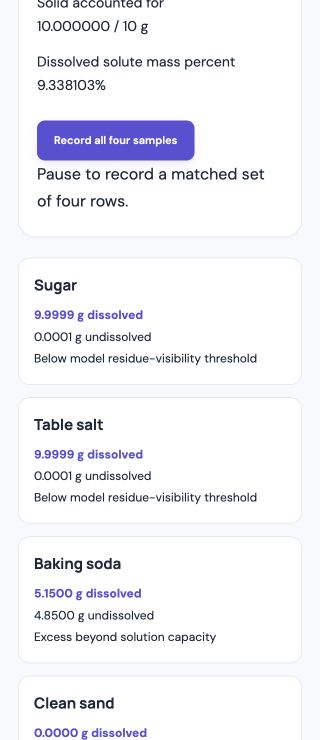 Solid accounted for
10.000000 / 10 g
Dissolved solute mass percent
9.338103%
Record all four samples
Pause to record a matched set
of four rows.
Sugar
9.9999 g dissolved
0.0001 g undissolved
Below model residue-visibility threshold
Table salt
9.9999 g dissolved
0.0001 g undissolved
Below model residue-visibility threshold
Baking soda
5.1500 g dissolved
4.8500 g undissolved
Excess beyond solution capacity
Clean sand
0.0000 g dissolved